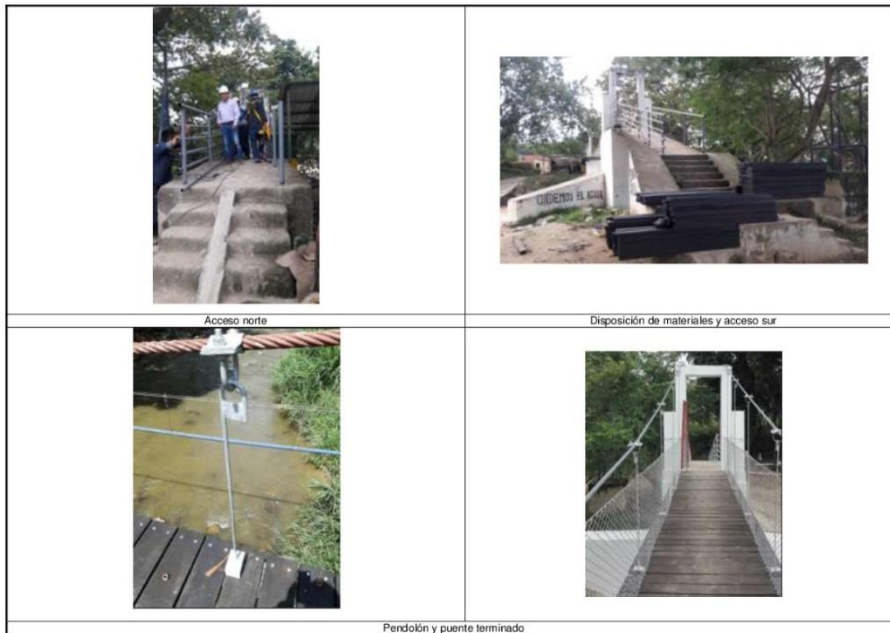 CUIDEMOS EL AGUA
Acceso norte
Disposición de materiales y acceso sur
Pendolón y puente terminado